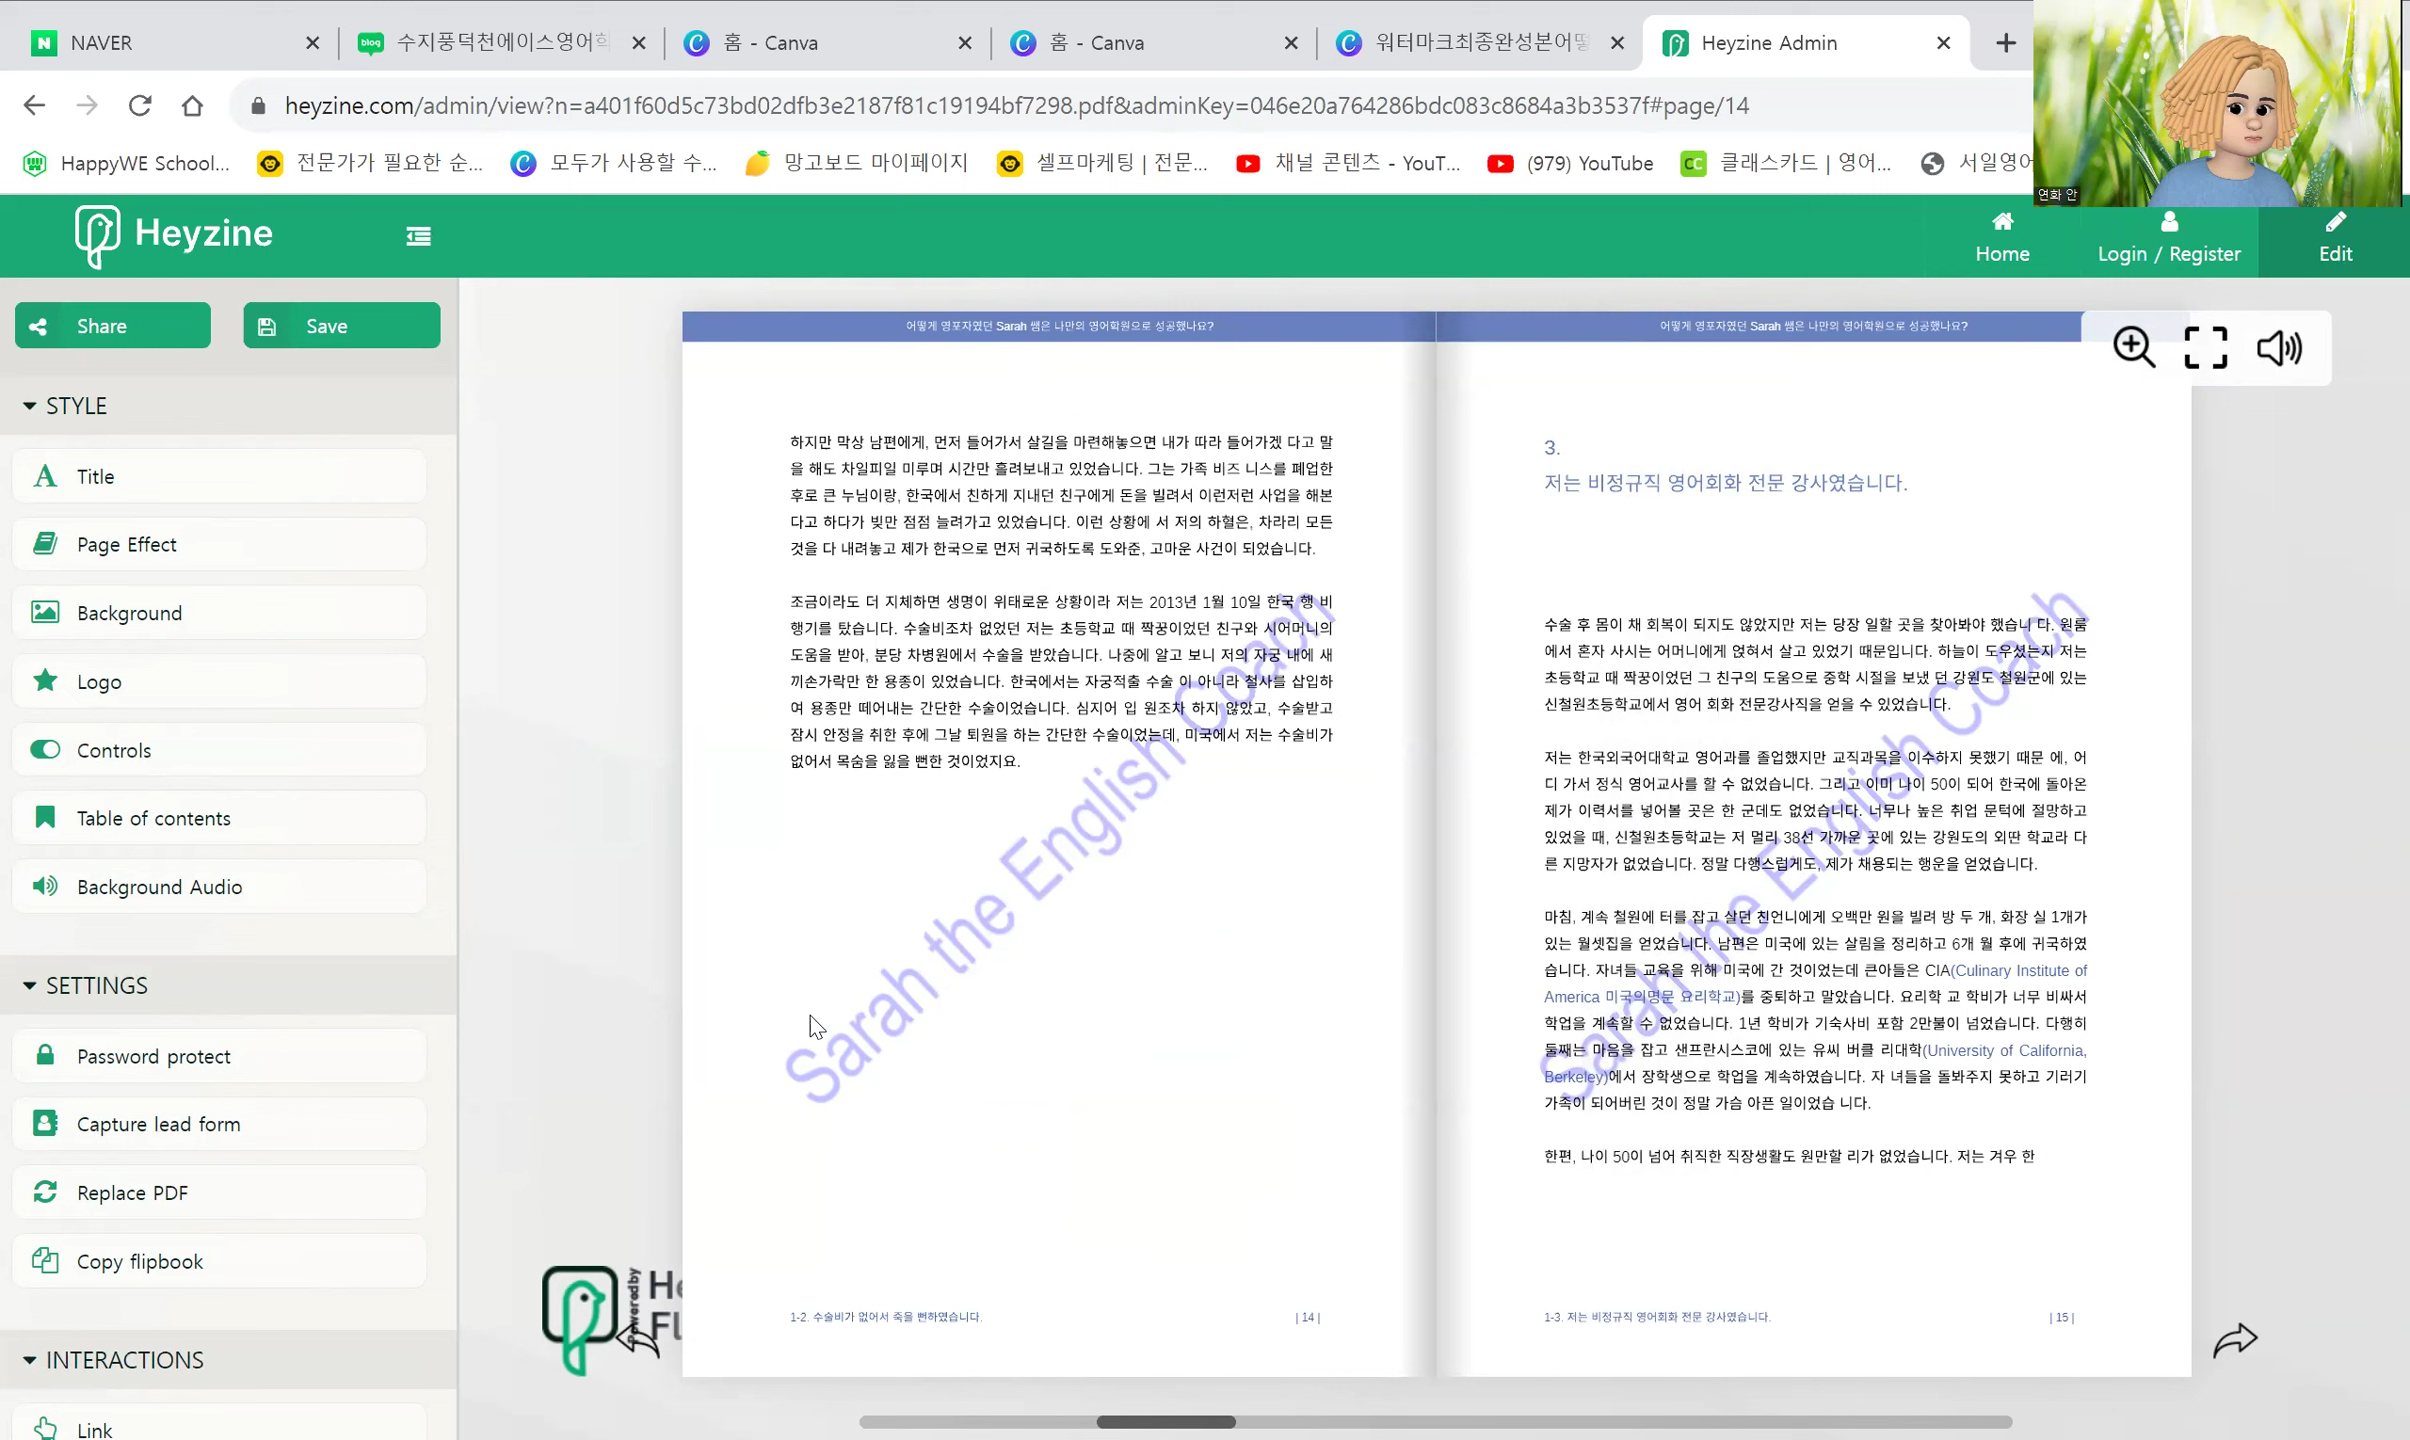 NAVER
수지풍덕천에이스영어학
홈 - Canva
홈 - Canva
워터마크최종완성본어떻
Heyzine Admin
heyzine.com/admin/view?n=a401f60d5c73bd02dfb3e2187f81c19194bf7298.pdf&adminKey=046e20a764286bdc083c8684a3b3537f#page/14
HappyWE School...
전문가가 필요한 순...
모두가 사용할 수...
망고보드 마이페이지
셀프마케팅 | 전문...
채널 콘텐츠 - YouT...
(979) YouTube
클래스카드 | 영어...
서일영어
연화 안
Heyzine
Home
Login / Register
Edit
Share
Save
STYLE
Title
Page Effect
Background
Logo
Controls
Table of contents
Background Audio
SETTINGS
Password protect
Capture lead form
Replace PDF
Copy flipbook
INTERACTIONS
Link
어떻게 영포자였던 Sarah 쌤은 나만의 영어학원으로 성공했나요?
하지만 막상 남편에게, 먼저 들어가서 살길을 마련해놓으면 내가 따라 들어가겠 다고 말
을 해도 차일피일 미루며 시간만 흘려보내고 있었습니다. 그는 가족 비즈 니스를 폐업한
후로 큰 누님이랑, 한국에서 친하게 지내던 친구에게 돈을 빌려서 이런저런 사업을 해본
다고 하다가 빚만 점점 늘려가고 있었습니다. 이런 상황에 서 저의 하혈은, 차라리 모든
것을 다 내려놓고 제가 한국으로 먼저 귀국하도록 도와준, 고마운 사건이 되었습니다.
조금이라도 더 지체하면 생명이 위태로운 상황이라 저는 2013년 1월 10일 한국 행 비
행기를 탔습니다. 수술비조차 없었던 저는 초등학교 때 짝꿍이었던 친구와 시어머니의
도움을 받아, 분당 차병원에서 수술을 받았습니다. 나중에 알고 보니 저의 자궁 내에 새
끼손가락만 한 용종이 있었습니다. 한국에서는 자궁적출 수술 이 아니라 철사를 삽입하
여 용종만 떼어내는 간단한 수술이었습니다. 심지어 입 원조차 하지 않았고, 수술받고
잠시 안정을 취한 후에 그날 퇴원을 하는 간단한 수술이었는데, 미국에서 저는 수술비가
없어서 목숨을 잃을 뻔한 것이었지요.
Sarah the English Coach
1-2. 수술비가 없어서 죽을 뻔하였습니다.
| 14 |
어떻게 영포자였던 Sarah 쌤은 나만의 영어학원으로 성공했나요?
3.
저는 비정규직 영어회화 전문 강사였습니다.
수술 후 몸이 채 회복이 되지도 않았지만 저는 당장 일할 곳을 찾아봐야 했습니 다. 원룸
에서 혼자 사시는 어머니에게 얹혀서 살고 있었기 때문입니다. 하늘이 도우셨는지 저는
초등학교 때 짝꿍이었던 그 친구의 도움으로 중학 시절을 보냈 던 강원도 철원군에 있는
신철원초등학교에서 영어 회화 전문강사직을 얻을 수 있었습니다.
저는 한국외국어대학교 영어과를 졸업했지만 교직과목을 이수하지 못했기 때문 에, 어
디 가서 정식 영어교사를 할 수 없었습니다. 그리고 이미 나이 50이 되어 한국에 돌아온
제가 이력서를 넣어볼 곳은 한 군데도 없었습니다. 너무나 높은 취업 문턱에 절망하고
있었을 때, 신철원초등학교는 저 멀리 38선 가까운 곳에 있는 강원도의 외딴 학교라 다
른 지망자가 없었습니다. 정말 다행스럽게도, 제가 채용되는 행운을 얻었습니다.
마침, 계속 철원에 터를 잡고 살던 친언니에게 오백만 원을 빌려 방 두 개, 화장 실 1개가
있는 월셋집을 얻었습니다. 남편은 미국에 있는 살림을 정리하고 6개 월 후에 귀국하였
습니다. 자녀들 교육을 위해 미국에 간 것이었는데 큰아들은 CIA(Culinary Institute of
America 미국의명문 요리학교)를 중퇴하고 말았습니다. 요리학 교 학비가 너무 비싸서
학업을 계속할 수 없었습니다. 1년 학비가 기숙사비 포함 2만불이 넘었습니다. 다행히
둘째는 마음을 잡고 샌프란시스코에 있는 유씨 버클 리대학(University of California,
Berkeley)에서 장학생으로 학업을 계속하였습니다. 자 녀들을 돌봐주지 못하고 기러기
가족이 되어버린 것이 정말 가슴 아픈 일이었습 니다.
한편, 나이 50이 넘어 취직한 직장생활도 원만할 리가 없었습니다. 저는 겨우 한
Sarah the English Coach
1-3. 저는 비정규직 영어회화 전문 강사였습니다.
| 15 |
Powered by